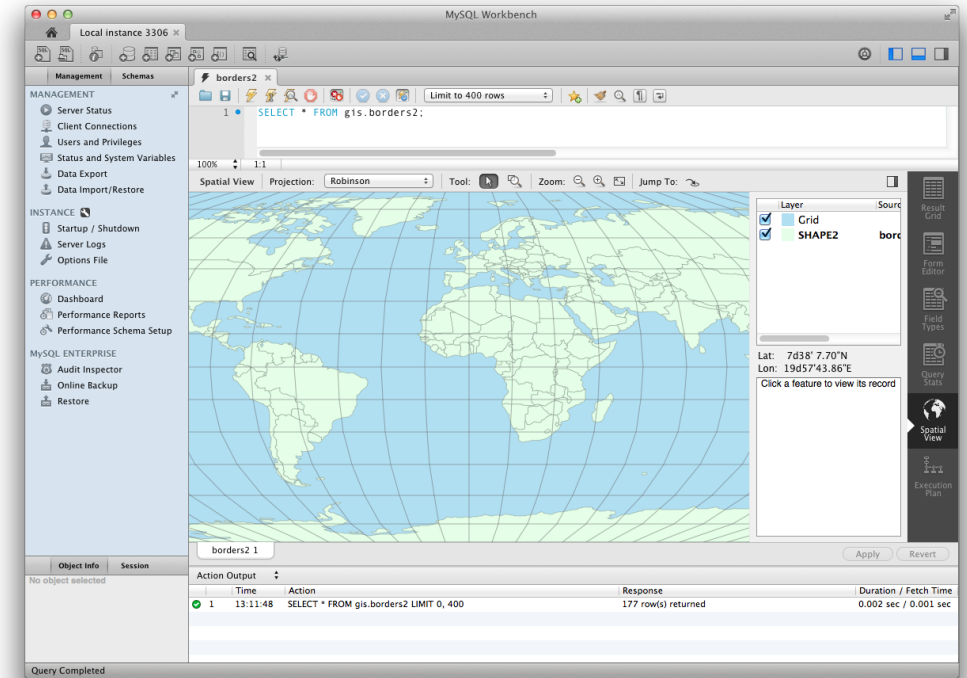 MySQL Workbench
Local instance 3306 ×
Management Schemas
borders2 ×
MANAGEMENT
Server Status
Client Connections
Users and Privileges
Status and System Variables
Data Export
Data Import/Restore
INSTANCE
Startup / Shutdown
Server Logs
Options File
PERFORMANCE
Dashboard
Performance Reports
Performance Schema Setup
MySQL ENTERPRISE
Audit Inspector
Online Backup
Restore
Limit to 400 rows
1 SELECT * FROM gis.borders2;
100% 1:1
Spatial View Projection: Robinson Tool: Zoom: Jump To:
Layer Sourc
Grid
SHAPE2 bord
Lat: 7d38' 7.70"N
Lon: 19d57'43.86"E
Click a feature to view its record
Result
Grid
Form
Editor
Field
Types
Query
Stats
Spatial
View
Execution
Plan
borders2 1
Apply Revert
Object Info Session
No object selected
Action Output
Time Action Response Duration / Fetch Time
1 13:11:48 SELECT * FROM gis.borders2 LIMIT 0, 400 177 row(s) returned 0.002 sec / 0.001 sec
Query Completed